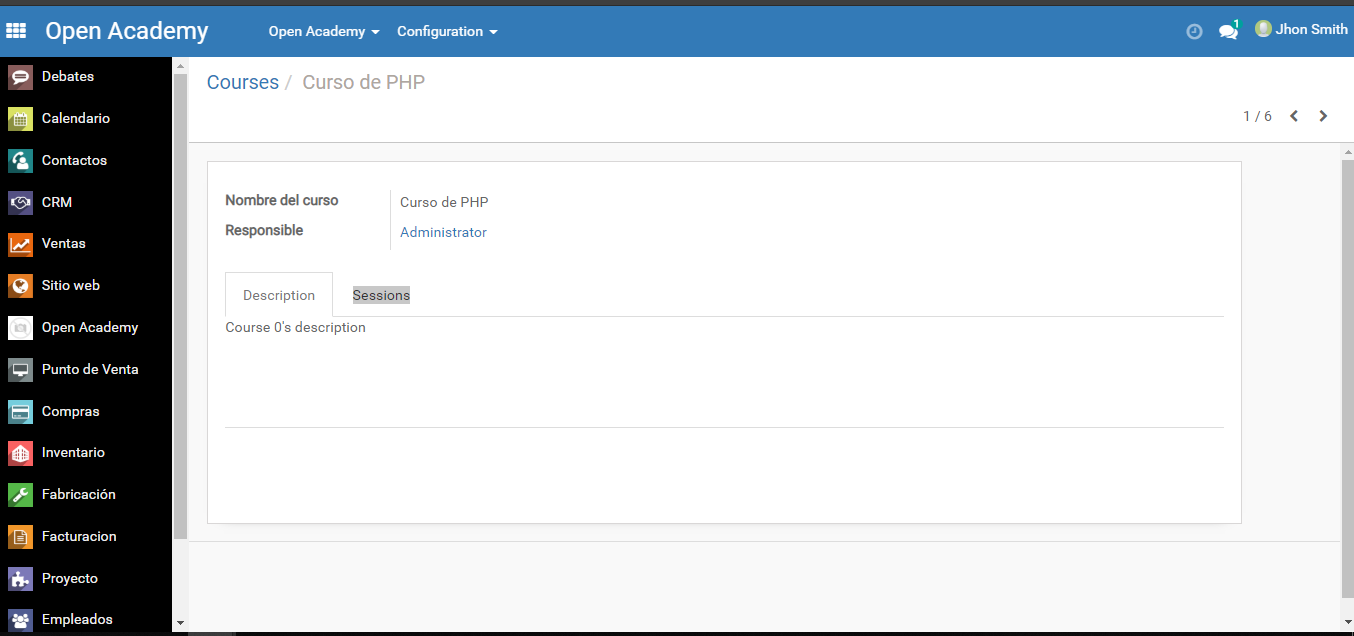 Open Academy
Open Academy
Configuration
1
Jhon Smith
Debates
Calendario
Contactos
CRM
Ventas
Sitio web
Open Academy
Punto de Venta
Compras
Inventario
Fabricación
Facturacion
Proyecto
Empleados
Courses / Curso de PHP
1 / 6
Nombre del curso
Curso de PHP
Responsible
Administrator
Description
Sessions
Course 0's description